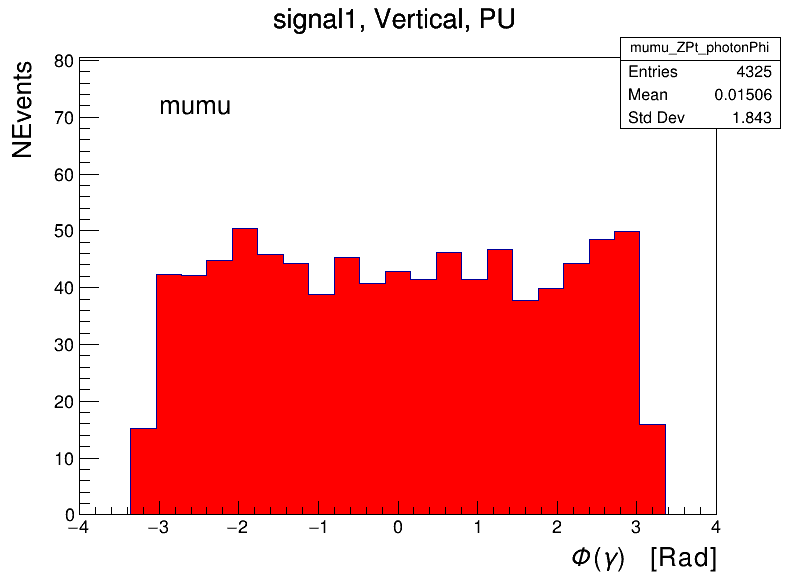 signal1, Vertical, PU
mumu_ZPt_photonPhi
Entries 4325
Mean 0.01506
Std Dev 1.843
NEvents
mumu
80
70
60
50
40
30
20
10
0
−4 −3 −2 −1 0 1 2 3 4
Φ(γ) [Rad]